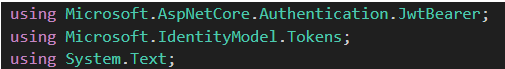 using Microsoft.AspNetCore.Authentication.JwtBearer;
using Microsoft.IdentityModel.Tokens;
using System.Text;